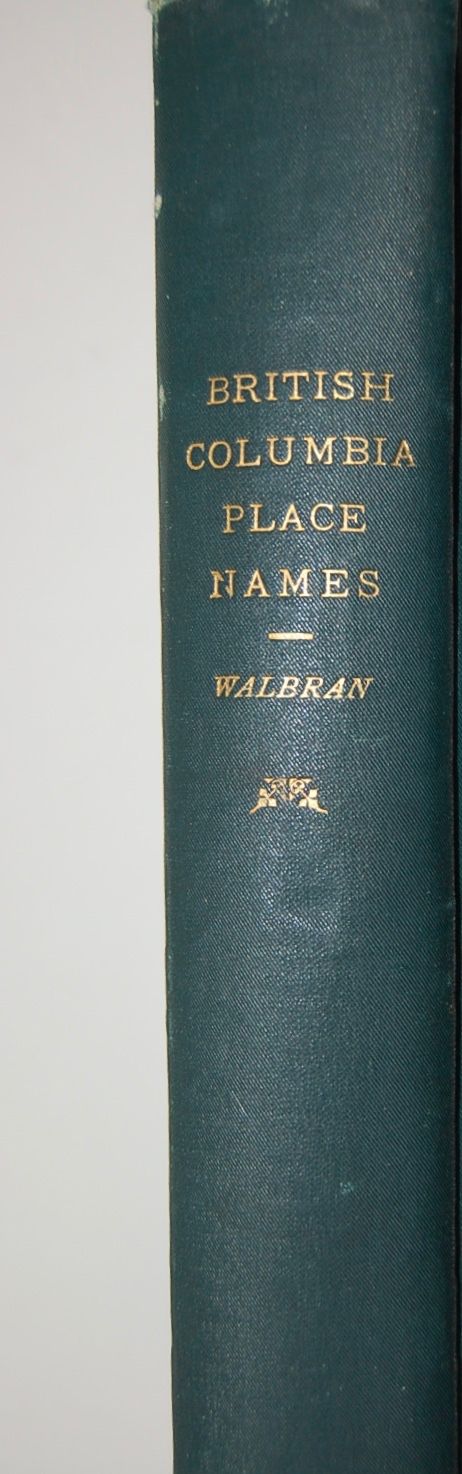 BRITISH
COLUMBIA
PLACE
NAMES
WALBRAN